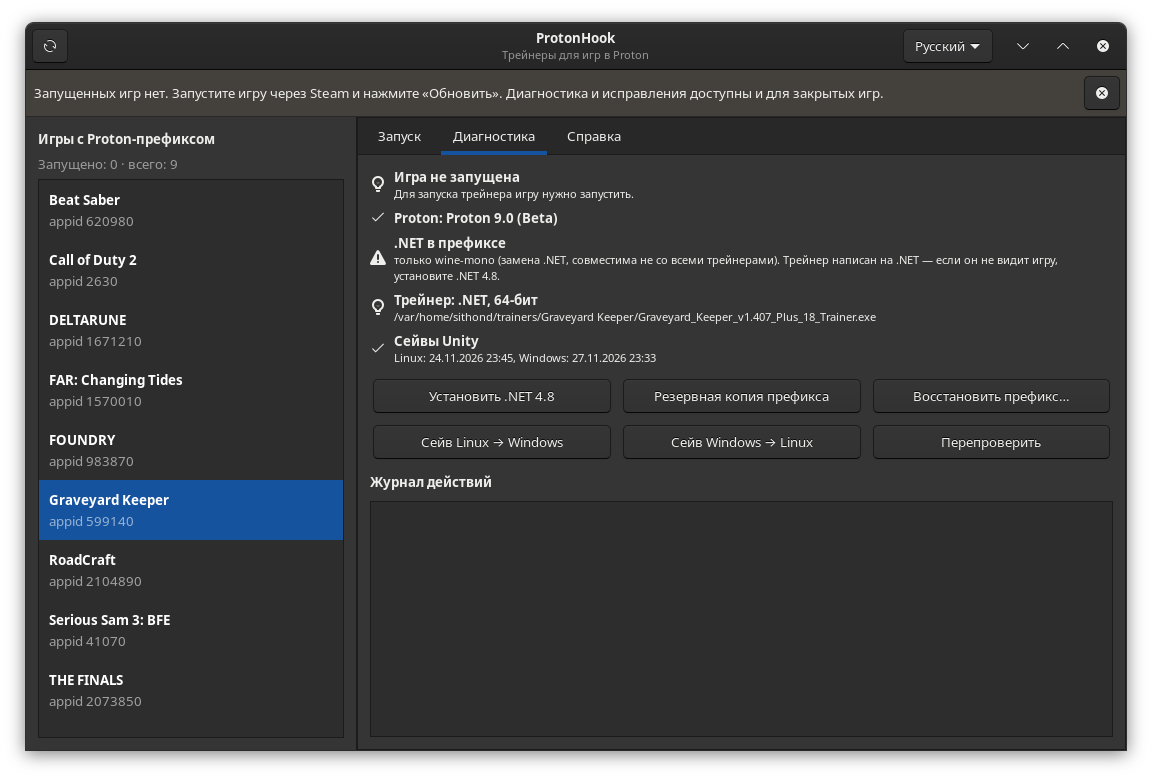 ProtonHook
Трейнеры для игр в Proton
Русский
Запущенных игр нет. Запустите игру через Steam и нажмите «Обновить». Диагностика и исправления доступны и для закрытых игр.
Игры с Proton-префиксом
Запущено: 0 · всего: 9
Beat Saber
appid 620980
Call of Duty 2
appid 2630
DELTARUNE
appid 1671210
FAR: Changing Tides
appid 1570010
FOUNDRY
appid 983870
Graveyard Keeper
appid 599140
RoadCraft
appid 2104890
Serious Sam 3: BFE
appid 41070
THE FINALS
appid 2073850
Запуск Диагностика Справка
Игра не запущена
Для запуска трейнера игру нужно запустить.
Proton: Proton 9.0 (Beta)
.NET в префиксе
только wine-mono (замена .NET, совместима не со всеми трейнерами). Трейнер написан на .NET — если он не видит игру,
установите .NET 4.8.
Трейнер: .NET, 64-бит
/var/home/sithond/trainers/Graveyard Keeper/Graveyard_Keeper_v1.407_Plus_18_Trainer.exe
Сейвы Unity
Linux: 24.11.2026 23:45, Windows: 27.11.2026 23:33
Установить .NET 4.8 Резервная копия префикса Восстановить префикс...
Сейв Linux → Windows Сейв Windows → Linux Перепроверить
Журнал действий